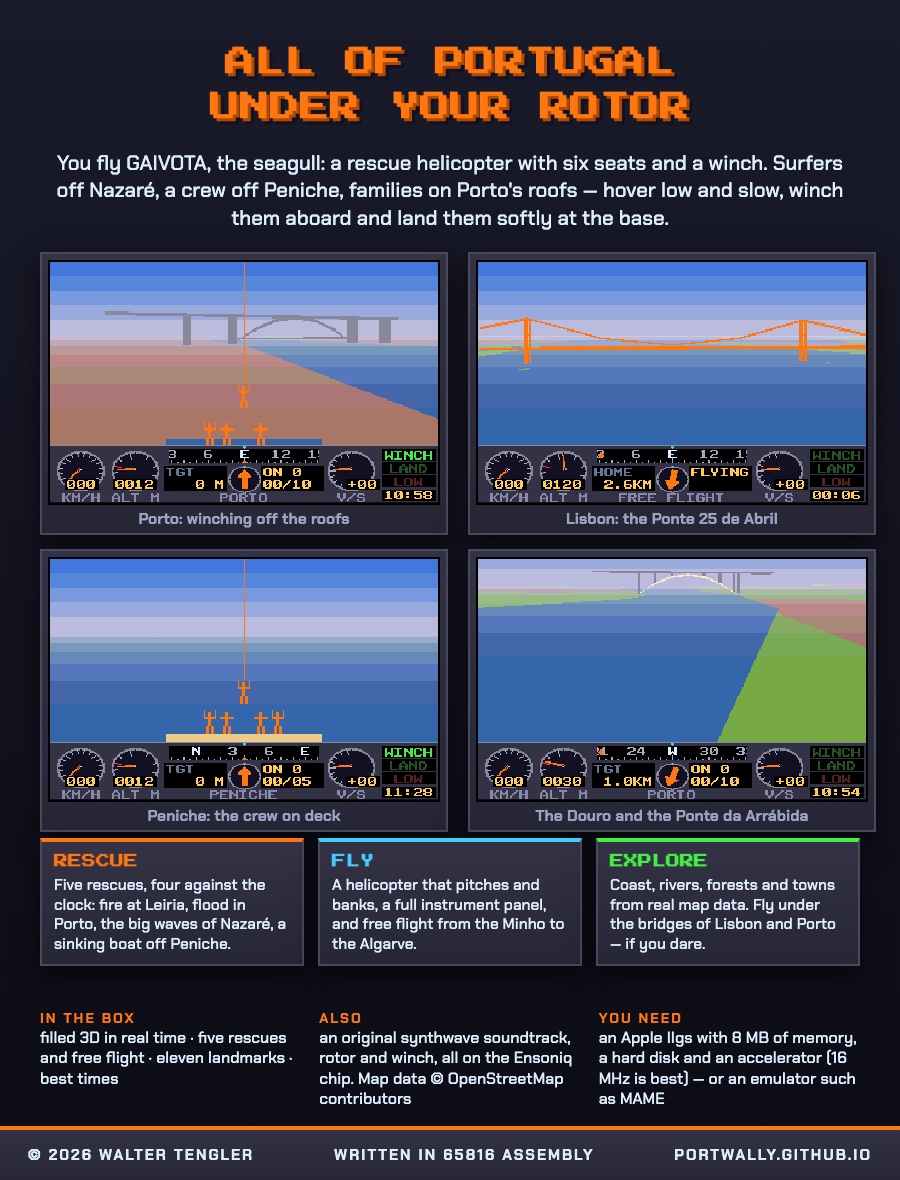 ALL OF PORTUGAL
UNDER YOUR ROTOR
You fly GAIVOTA, the seagull: a rescue helicopter with six seats and a winch. Surfers
off Nazaré, a crew off Peniche, families on Porto's roofs — hover low and slow, winch
them aboard and land them softly at the base.
3 6 E 12 1
WINCH
TGT ON 0
LAND
000 0012 0 M 00/10 +00
LOW
KM/H ALT M PORTO V/S 10:58
Porto: winching off the roofs
6 E 12 1
WINCH
HOME FLYING
LAND
000 0120 2.6KM +00
LOW
KM/H ALT M FREE FLIGHT V/S 00:06
Lisbon: the Ponte 25 de Abril
N 3 6 E
WINCH
TGT ON 0
LAND
000 0012 0 M 00/05 +00
LOW
KM/H ALT M PENICHE V/S 11:28
Peniche: the crew on deck
24 W 30 3
WINCH
TGT ON 0
LAND
000 0030 1.0KM 00/10 +00
LOW
KM/H ALT M PORTO V/S 10:54
The Douro and the Ponte da Arrábida
RESCUE
Five rescues, four against the
clock: fire at Leiria, flood in
Porto, the big waves of Nazaré, a
sinking boat off Peniche.
FLY
A helicopter that pitches and
banks, a full instrument panel,
and free flight from the Minho to
the Algarve.
EXPLORE
Coast, rivers, forests and towns
from real map data. Fly under
the bridges of Lisbon and Porto
— if you dare.
IN THE BOX
filled 3D in real time · five rescues
and free flight · eleven landmarks ·
best times
ALSO
an original synthwave soundtrack,
rotor and winch, all on the Ensoniq
chip. Map data © OpenStreetMap
contributors
YOU NEED
an Apple IIgs with 8 MB of memory,
a hard disk and an accelerator (16
MHz is best) — or an emulator such
as MAME
© 2026 WALTER TENGLER
WRITTEN IN 65816 ASSEMBLY
PORTWALLY.GITHUB.IO